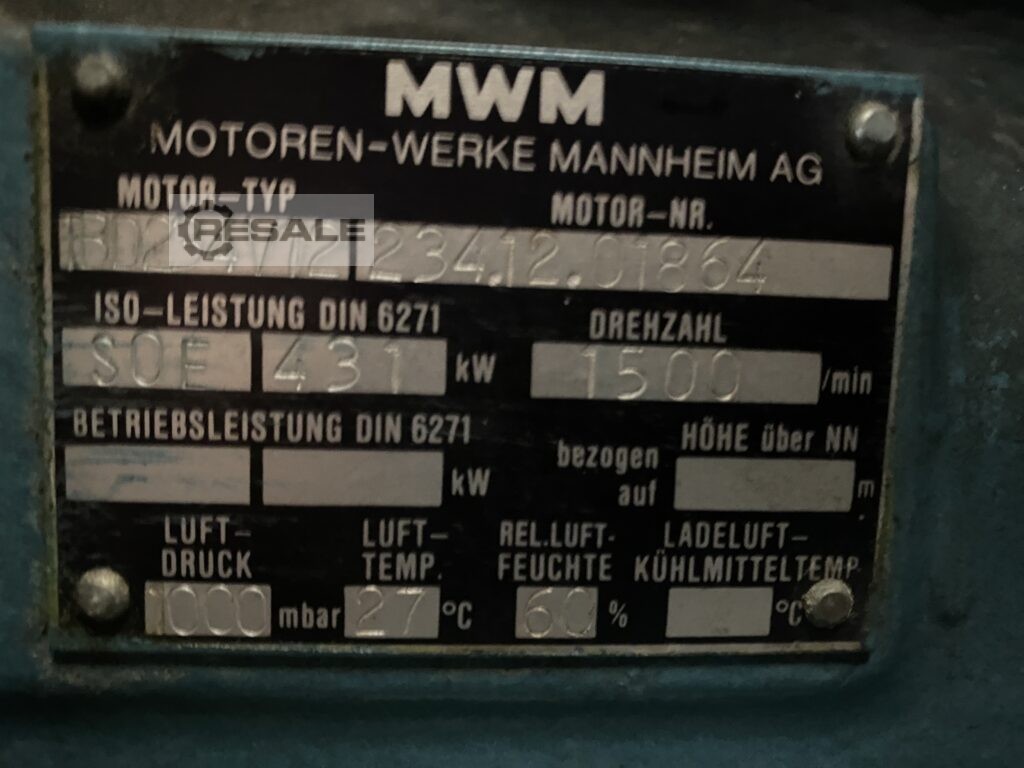 MWM
MOTOREN-WERKE MANNHEIM AG
MOTOR-TYP MOTOR-NR.
RESALE
234.12.01864
ISO-LEISTUNG DIN 6271 DREHZAHL
SOE 431 kW 1500 /min
BETRIEBSLEISTUNG DIN 6271
bezogen auf HÖHE über NN
kW m
LUFT-DRUCK LUFT-TEMP. REL.LUFT-FEUCHTE LADELUFT-KÜHLMITTELTEMP.
1000 mbar 27 °C 60 % °C